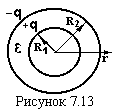 -q
+q
R₂
ε
R₁
r
Рисунок 7.13